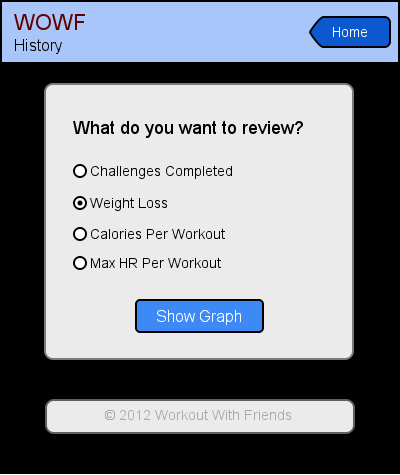 WOWF
History
Home
What do you want to review?
Challenges Completed
Weight Loss
Calories Per Workout
Max HR Per Workout
Show Graph
© 2012 Workout With Friends